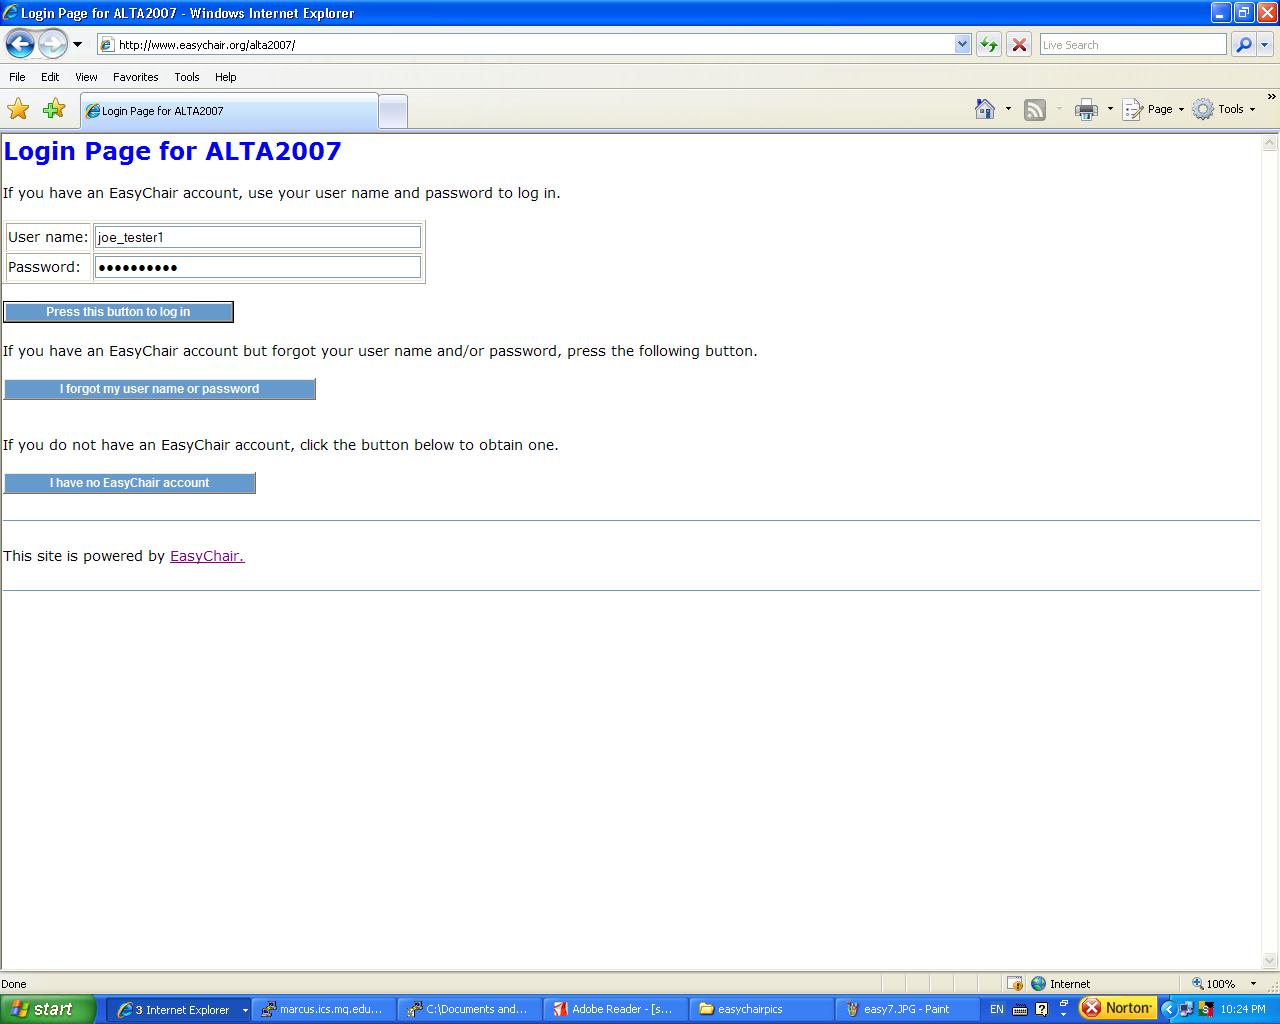 Login Page for ALTA2007 - Windows Internet Explorer
http://www.easychair.org/alta2007/
Live Search
File Edit View Favorites Tools Help
Login Page for ALTA2007
Page Tools
Login Page for ALTA2007
If you have an EasyChair account, use your user name and password to log in.
User name: joe_tester1
Password: ●●●●●●●●●●
Press this button to log in
If you have an EasyChair account but forgot your user name and/or password, press the following button.
I forgot my user name or password
If you do not have an EasyChair account, click the button below to obtain one.
I have no EasyChair account
This site is powered by EasyChair.
Done Internet 100%
start 3 Internet Explorer marcus.ics.mq.edu... C:\Documents and... Adobe Reader - [s... easychairpics easy7.JPG - Paint EN Norton 10:24 PM